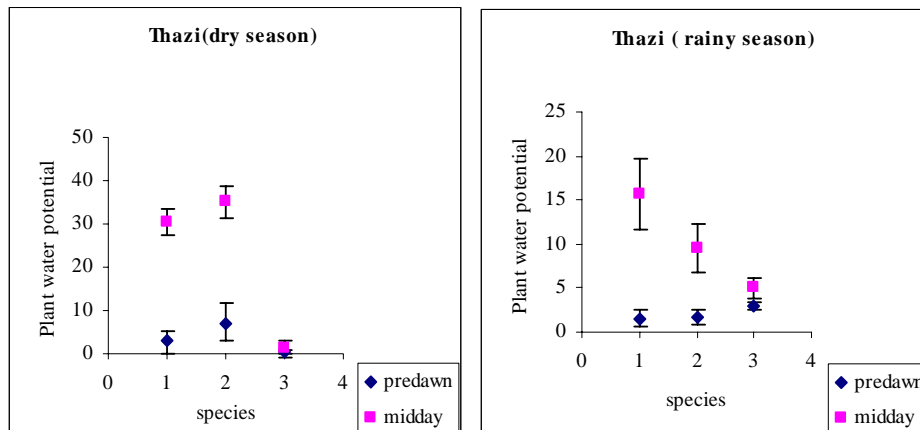 Thazi(dry season)
Plant water potential
50
40
30
20
10
0
0 1 2 3 4
species
predawn
midday
Thazi ( rainy season)
Plant water potential
25
20
15
10
5
0
0 1 2 3 4
species
predawn
midday